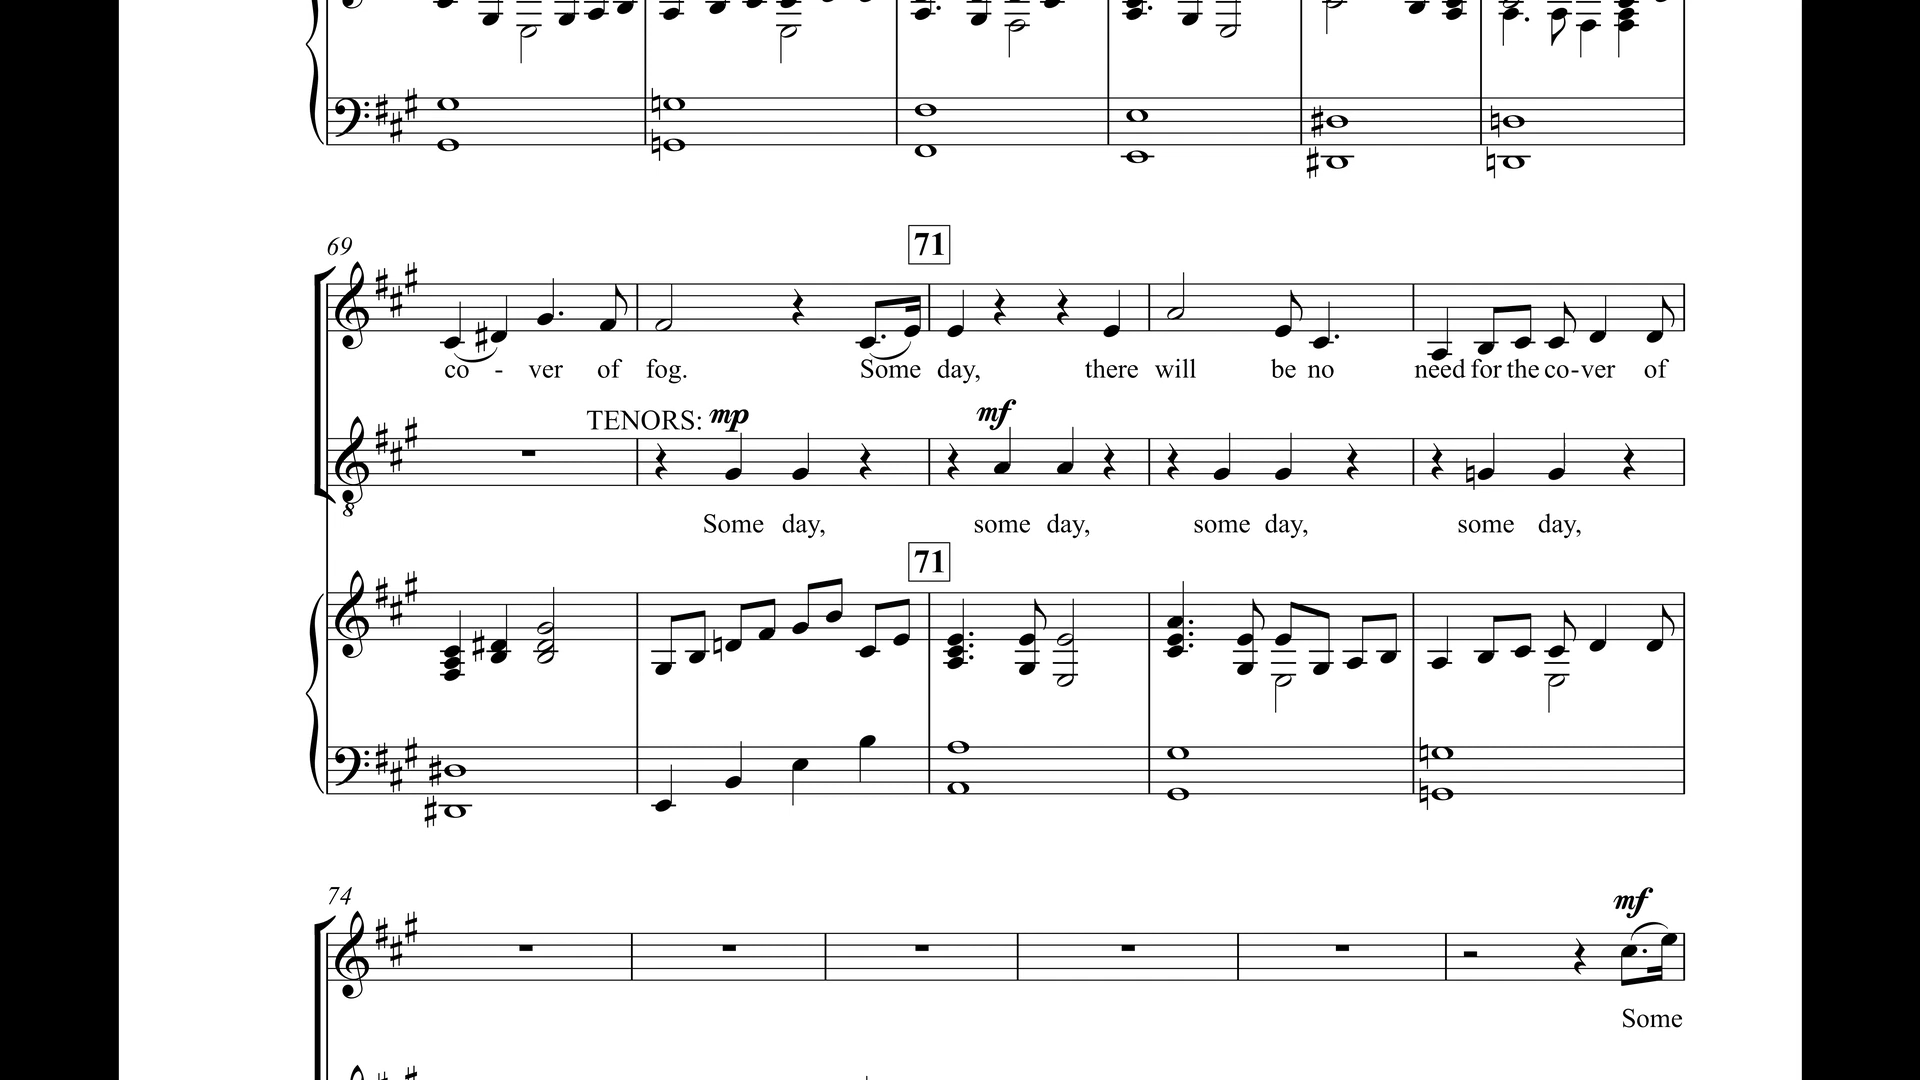 69
71
co - ver of fog. Some day, there will be no need for the co-ver of
TENORS: mp mf
8
Some day, some day, some day, some day,
71
74
mf
Some